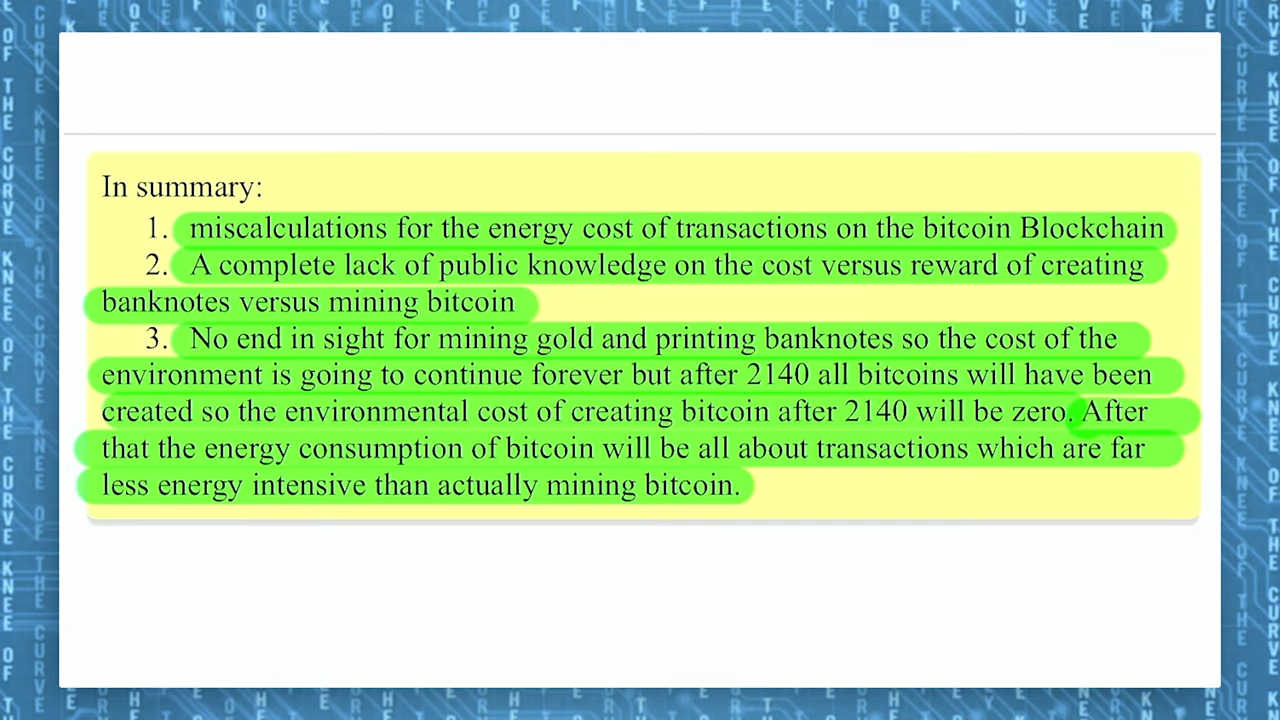 In summary:
1. miscalculations for the energy cost of transactions on the bitcoin Blockchain
2. A complete lack of public knowledge on the cost versus reward of creating
banknotes versus mining bitcoin
3. No end in sight for mining gold and printing banknotes so the cost of the
environment is going to continue forever but after 2140 all bitcoins will have been
created so the environmental cost of creating bitcoin after 2140 will be zero. After
that the energy consumption of bitcoin will be all about transactions which are far
less energy intensive than actually mining bitcoin.
KNEE OF THE CURVE